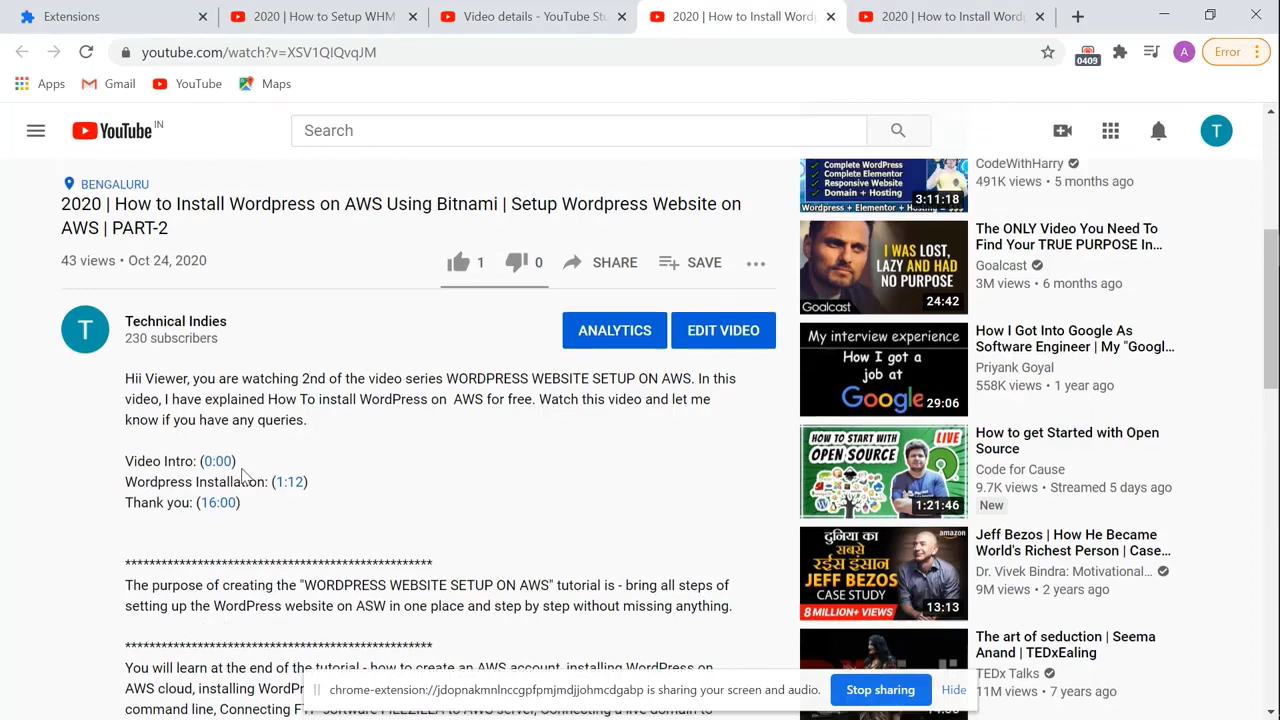 Extensions
2020 | How to Setup WHM
Video details - YouTube Stu
2020 | How to Install Word
2020 | How to Install Word
youtube.com/watch?v=XSV1QIQvqJM
0409
A
Error
Apps
Gmail
YouTube
Maps
YouTube IN
Search
T
BENGALURU
2020 | How to Install Wordpress on AWS Using Bitnami | Setup Wordpress Website on
AWS | PART-2
43 views • Oct 24, 2020
1
0
SHARE
SAVE
T
Technical Indies
230 subscribers
ANALYTICS
EDIT VIDEO
Hii Viewer, you are watching 2nd of the video series WORDPRESS WEBSITE SETUP ON AWS. In this
video, I have explained How To install WordPress on AWS for free. Watch this video and let me
know if you have any queries.
Video Intro: (0:00)
Wordpress Installation: (1:12)
Thank you: (16:00)
*******************************************
The purpose of creating the "WORDPRESS WEBSITE SETUP ON AWS" tutorial is - bring all steps of
setting up the WordPress website on ASW in one place and step by step without missing anything.
*******************************************
You will learn at the end of the tutorial - how to create an AWS account, installing WordPress on
AWS cloud, installing WordP
command line. Connecting
chrome-extension://jdopnakmnlnccgpfpmjmdjjohmcdgabp is sharing your screen and audio.
Stop sharing
Hide
Complete WordPress
Complete Elementor
Responsive Website
Domain + Hosting
Wordpress + Elementor + Hosting
3:11:18
CodeWithHarry
491K views • 5 months ago
I WAS LOST,
LAZY AND HAD
NO PURPOSE
Goalcast
24:42
The ONLY Video You Need To
Find Your TRUE PURPOSE In...
Goalcast
3M views • 6 months ago
My interview experience
How I got a
job at
Google
29:06
How I Got Into Google As
Software Engineer | My "Googl...
Priyank Goyal
558K views • 1 year ago
HOW TO START WITH
OPEN SOURCE
LIVE
1:21:46
How to get Started with Open
Source
Code for Cause
9.7K views • Streamed 5 days ago
New
दुनिया का
सबसे
रईस इंसान
JEFF BEZOS
CASE STUDY
8 MILLION+ VIEWS
amazon
13:13
Jeff Bezos | How He Became
World's Richest Person | Case...
Dr. Vivek Bindra: Motivational...
9M views • 2 years ago
The art of seduction | Seema
Anand | TEDxEaling
TEDx Talks
11M views • 7 years ago